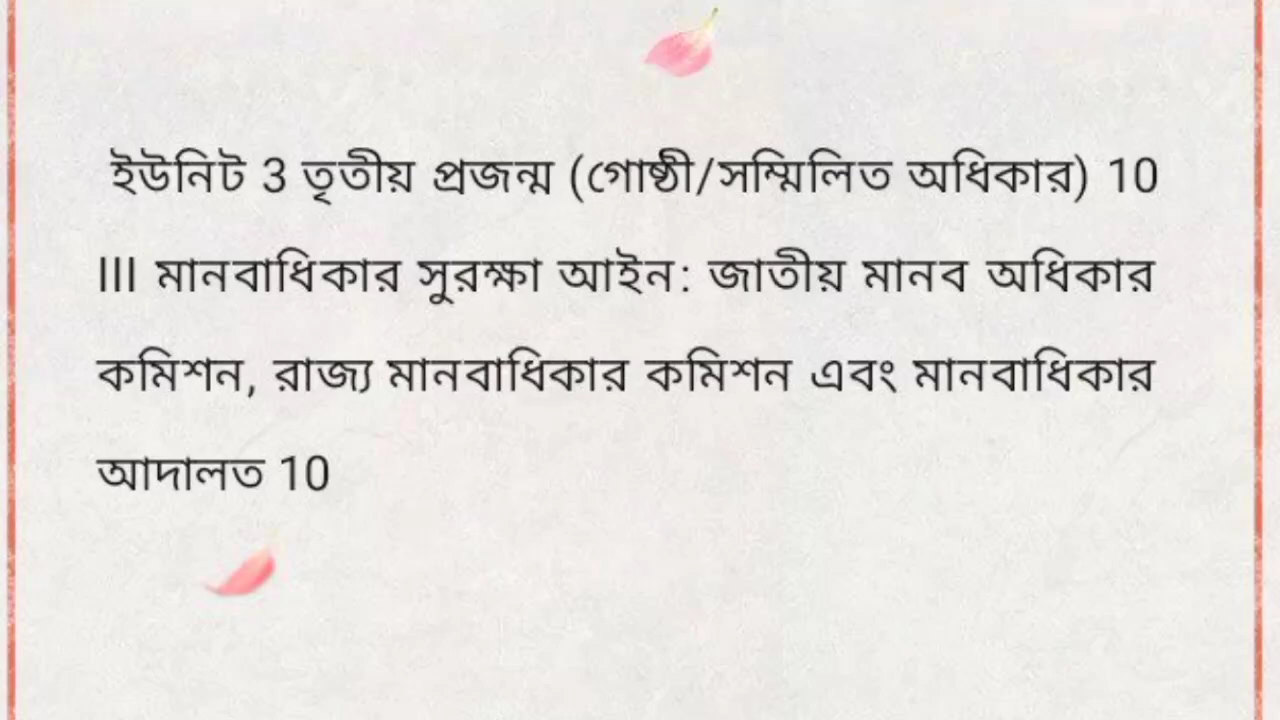 ইউনিট 3 তৃতীয় প্রজন্ম (গোষ্ঠী/সম্মিলিত অধিকার) 10
III মানবাধিকার সুরক্ষা আইন: জাতীয় মানব অধিকার
কমিশন, রাজ্য মানবাধিকার কমিশন এবং মানবাধিকার
আদালত 10